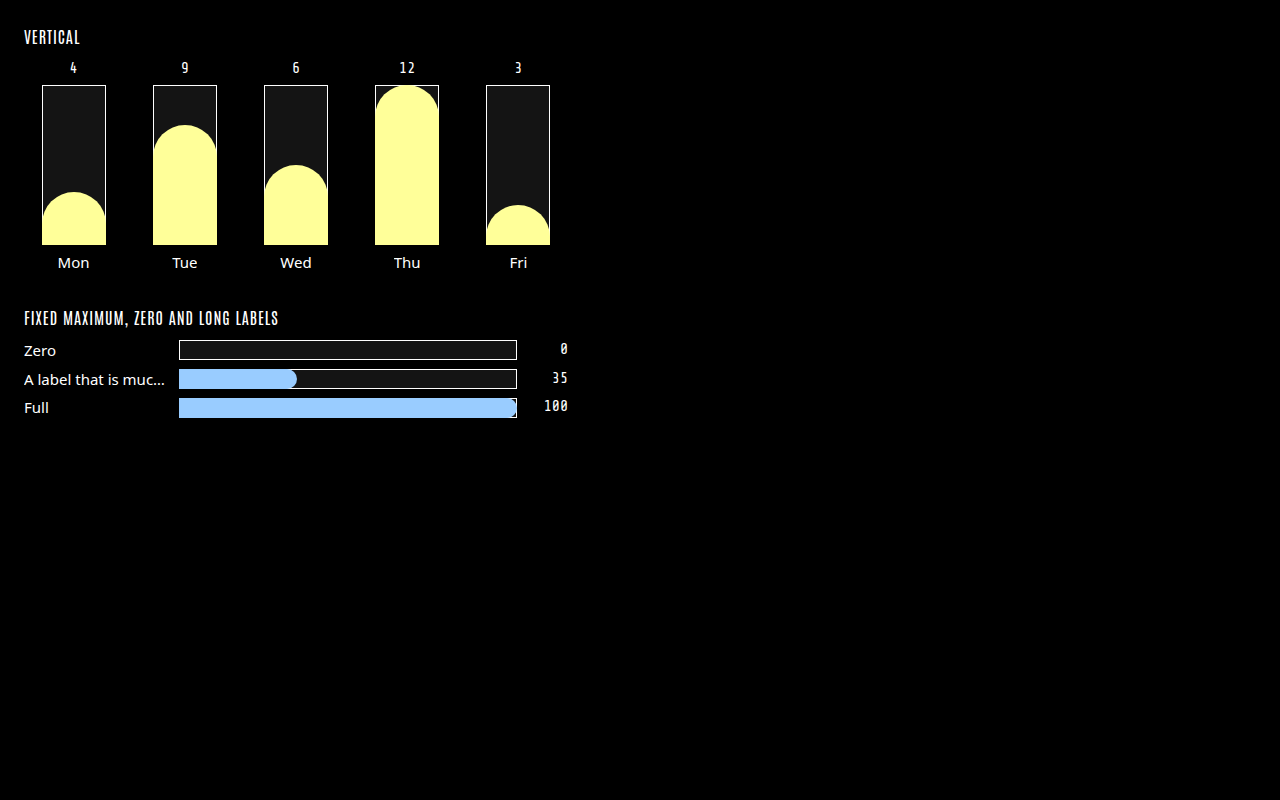 VERTICAL
4 9 6 12 3
Mon Tue Wed Thu Fri
FIXED MAXIMUM, ZERO AND LONG LABELS
Zero 0
A label that is muc... 35
Full 100